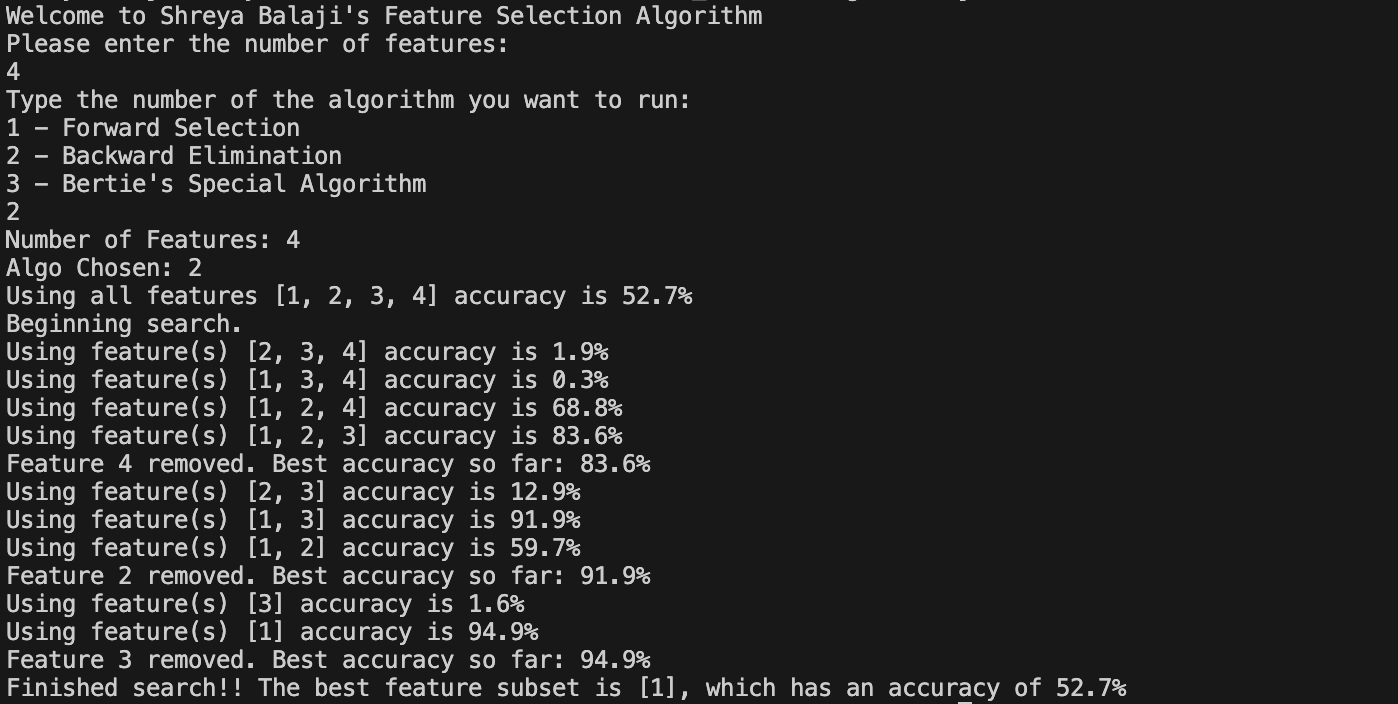 Welcome to Shreya Balaji's Feature Selection Algorithm
Please enter the number of features:
4
Type the number of the algorithm you want to run:
1 – Forward Selection
2 – Backward Elimination
3 – Bertie's Special Algorithm
2
Number of Features: 4
Algo Chosen: 2
Using all features [1, 2, 3, 4] accuracy is 52.7%
Beginning search.
Using feature(s) [2, 3, 4] accuracy is 1.9%
Using feature(s) [1, 3, 4] accuracy is 0.3%
Using feature(s) [1, 2, 4] accuracy is 68.8%
Using feature(s) [1, 2, 3] accuracy is 83.6%
Feature 4 removed. Best accuracy so far: 83.6%
Using feature(s) [2, 3] accuracy is 12.9%
Using feature(s) [1, 3] accuracy is 91.9%
Using feature(s) [1, 2] accuracy is 59.7%
Feature 2 removed. Best accuracy so far: 91.9%
Using feature(s) [3] accuracy is 1.6%
Using feature(s) [1] accuracy is 94.9%
Feature 3 removed. Best accuracy so far: 94.9%
Finished search!! The best feature subset is [1], which has an accuracy of 52.7%